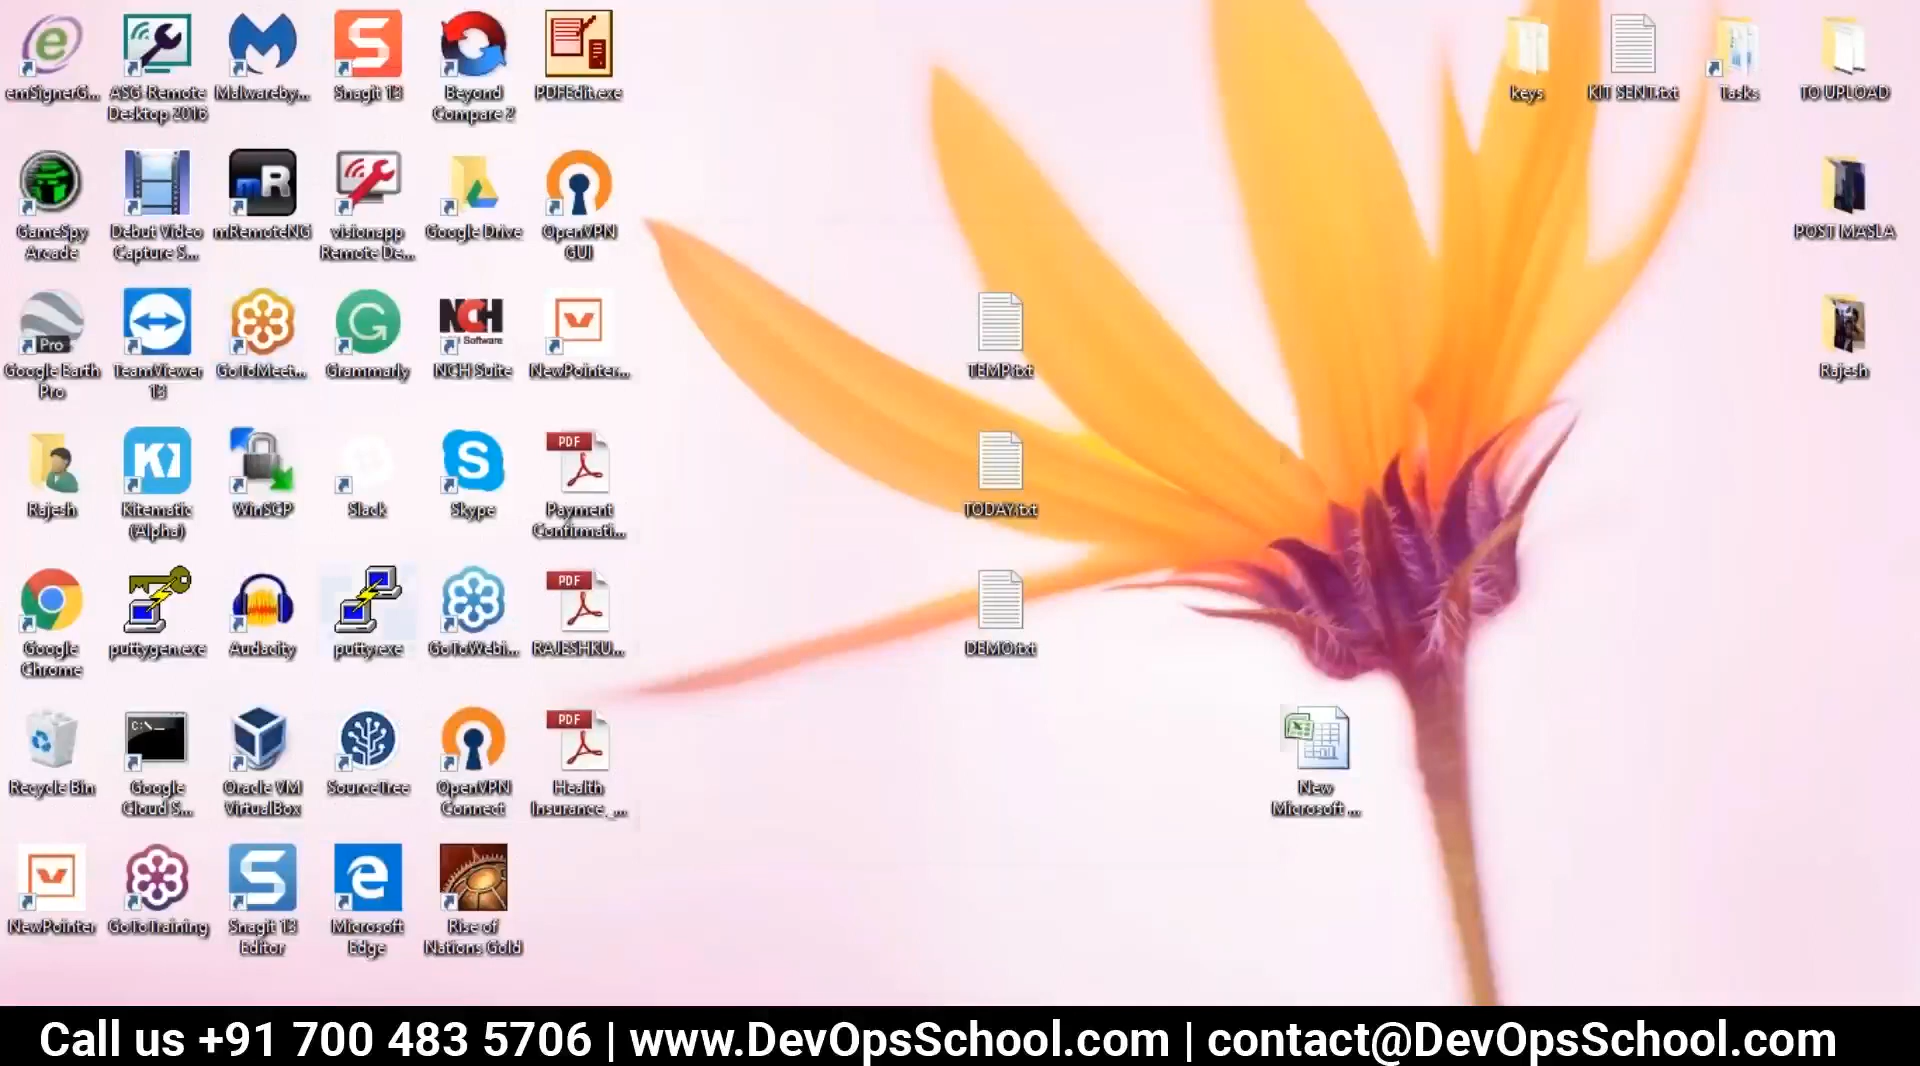 emSignerG...
ASG-Remote
Desktop 2016
Malwareby...
Snagit 13
Beyond
Compare 2
PDFEdit.exe
keys
KIT SENT.txt
Tasks
TO UPLOAD
GameSpy
Arcade
Debut Video
Capture S...
mR
mRemoteNG
visionapp
Remote De...
Google Drive
OpenVPN
GUI
POST MASLA
Pro
Google Earth
Pro
TeamViewer
13
GoToMeet...
Grammarly
NCH
Software
NCH Suite
NewPointer...
TEMP.txt
Rajesh
Rajesh
Kitematic
(Alpha)
WinSCP
Slack
Skype
PDF
Payment
Confirmati...
TODAY.txt
Google
Chrome
puttygen.exe
Audacity
putty.exe
GoToWebi...
PDF
RAJESHKU...
DEMO.txt
Recycle Bin
C:\_
Google
Cloud S...
Oracle VM
VirtualBox
SourceTree
OpenVPN
Connect
PDF
Health
Insurance_...
New
Microsoft ...
NewPointer
GoToTraining
Snagit 13
Editor
Microsoft
Edge
Rise of
Nations Gold
Call us +91 700 483 5706 | www.DevOpsSchool.com | contact@DevOpsSchool.com